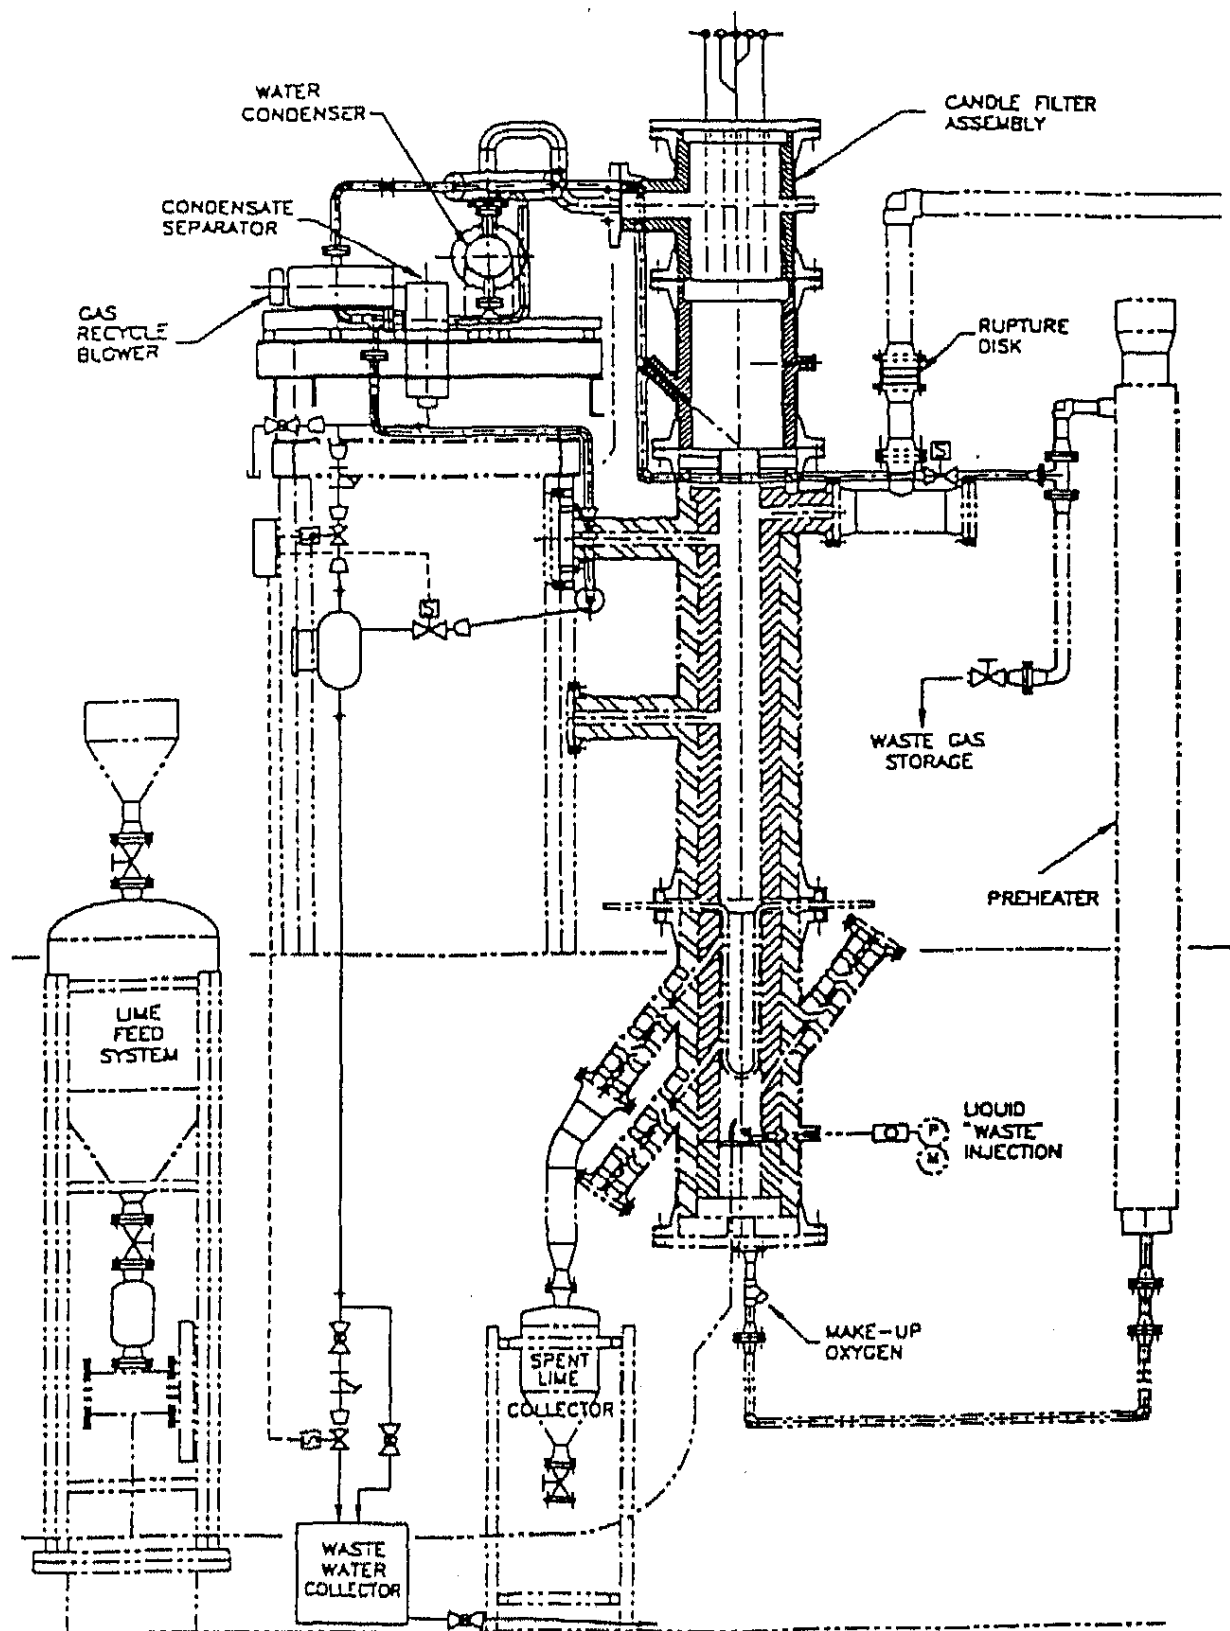 WATER
CONDENSER
CANDLE FILTER
ASSEMBLY
CONDENSATE
SEPARATOR
GAS
RECYCLE
BLOWER
RUPTURE
DISK
S
S
S
WASTE GAS
STORAGE
PREHEATER
LIME
FEED
SYSTEM
LIQUID
"WASTE"
INJECTION
P
M
MAKE-UP
OXYGEN
SPENT
LIME
COLLECTOR
S
WASTE
WATER
COLLECTOR